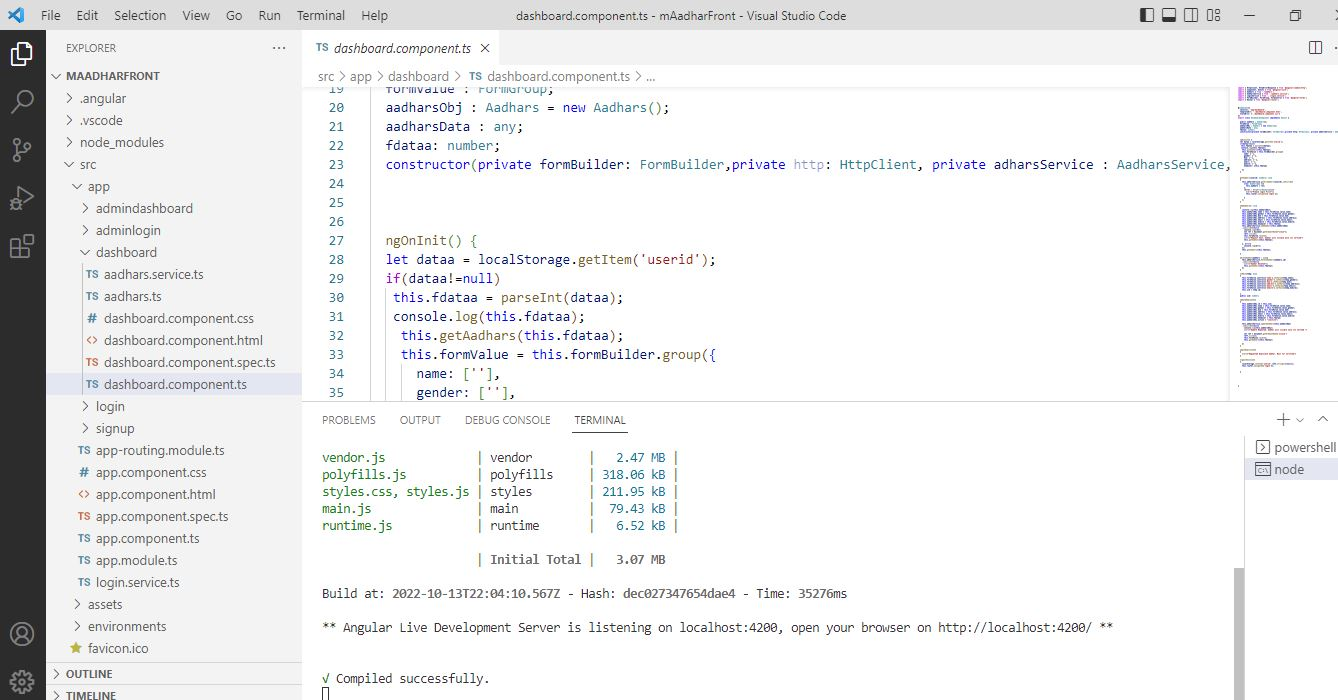 File Edit Selection View Go Run Terminal Help dashboard.component.ts - mAadharFront - Visual Studio Code
EXPLORER
MAADHARFRONT
.angular
.vscode
node_modules
src
app
admindashboard
adminlogin
dashboard
TS aadhars.service.ts
TS aadhars.ts
# dashboard.component.css
<> dashboard.component.html
TS dashboard.component.spec.ts
TS dashboard.component.ts
login
signup
TS app-routing.module.ts
# app.component.css
<> app.component.html
TS app.component.spec.ts
TS app.component.ts
TS app.module.ts
TS login.service.ts
assets
environments
favicon.ico
OUTLINE
TIMELINE
TS dashboard.component.ts
src > app > dashboard > TS dashboard.component.ts > ...
19 formValue : FormGroup;
20 aadharsObj : Aadhars = new Aadhars();
21 aadharsData : any;
22 fdataa: number;
23 constructor(private formBuilder: FormBuilder,private http: HttpClient, private adharsService : AadharsService,
24
25
26
27 ngOnInit() {
28 let dataa = localStorage.getItem('userid');
29 if(dataa!=null)
30 this.fdataa = parseInt(dataa);
31 console.log(this.fdataa);
32 this.getAadhars(this.fdataa);
33 this.formValue = this.formBuilder.group({
34 name: [''],
35 gender: [''],
PROBLEMS OUTPUT DEBUG CONSOLE TERMINAL
vendor.js | vendor | 2.47 MB |
polyfills.js | polyfills | 318.06 kB |
styles.css, styles.js | styles | 211.95 kB |
main.js | main | 79.43 kB |
runtime.js | runtime | 6.52 kB |
| Initial Total | 3.07 MB
Build at: 2022-10-13T22:04:10.567Z - Hash: dec027347654dae4 - Time: 35276ms
** Angular Live Development Server is listening on localhost:4200, open your browser on http://localhost:4200/ **
√ Compiled successfully.
powershell
node